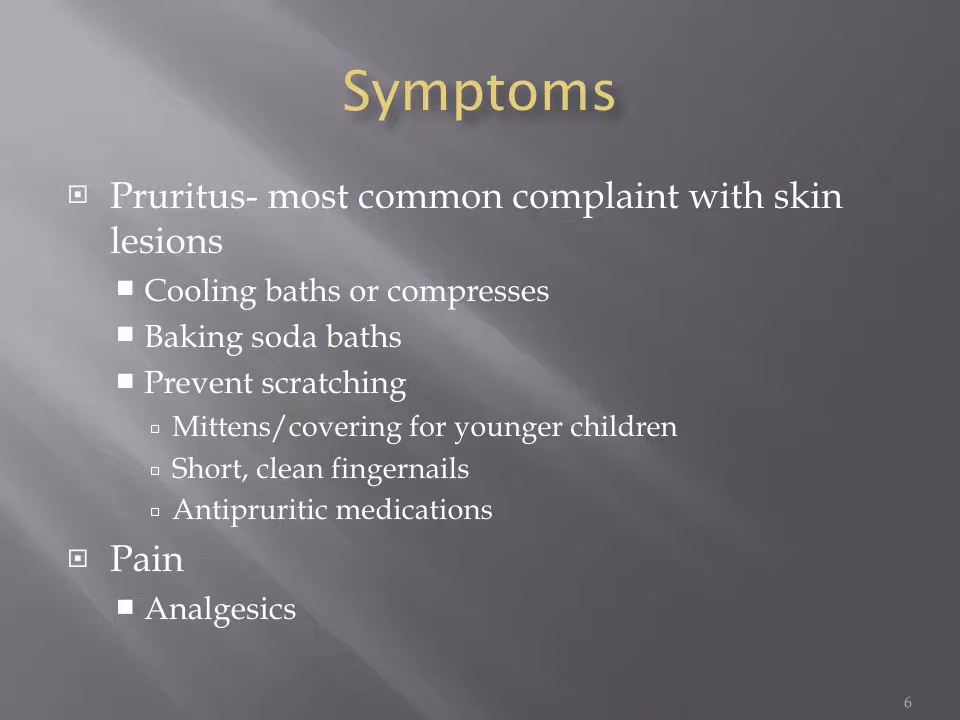 Symptoms
Pruritus- most common complaint with skin
lesions
Cooling baths or compresses
Baking soda baths
Prevent scratching
Mittens/covering for younger children
Short, clean fingernails
Antipruritic medications
Pain
Analgesics
6